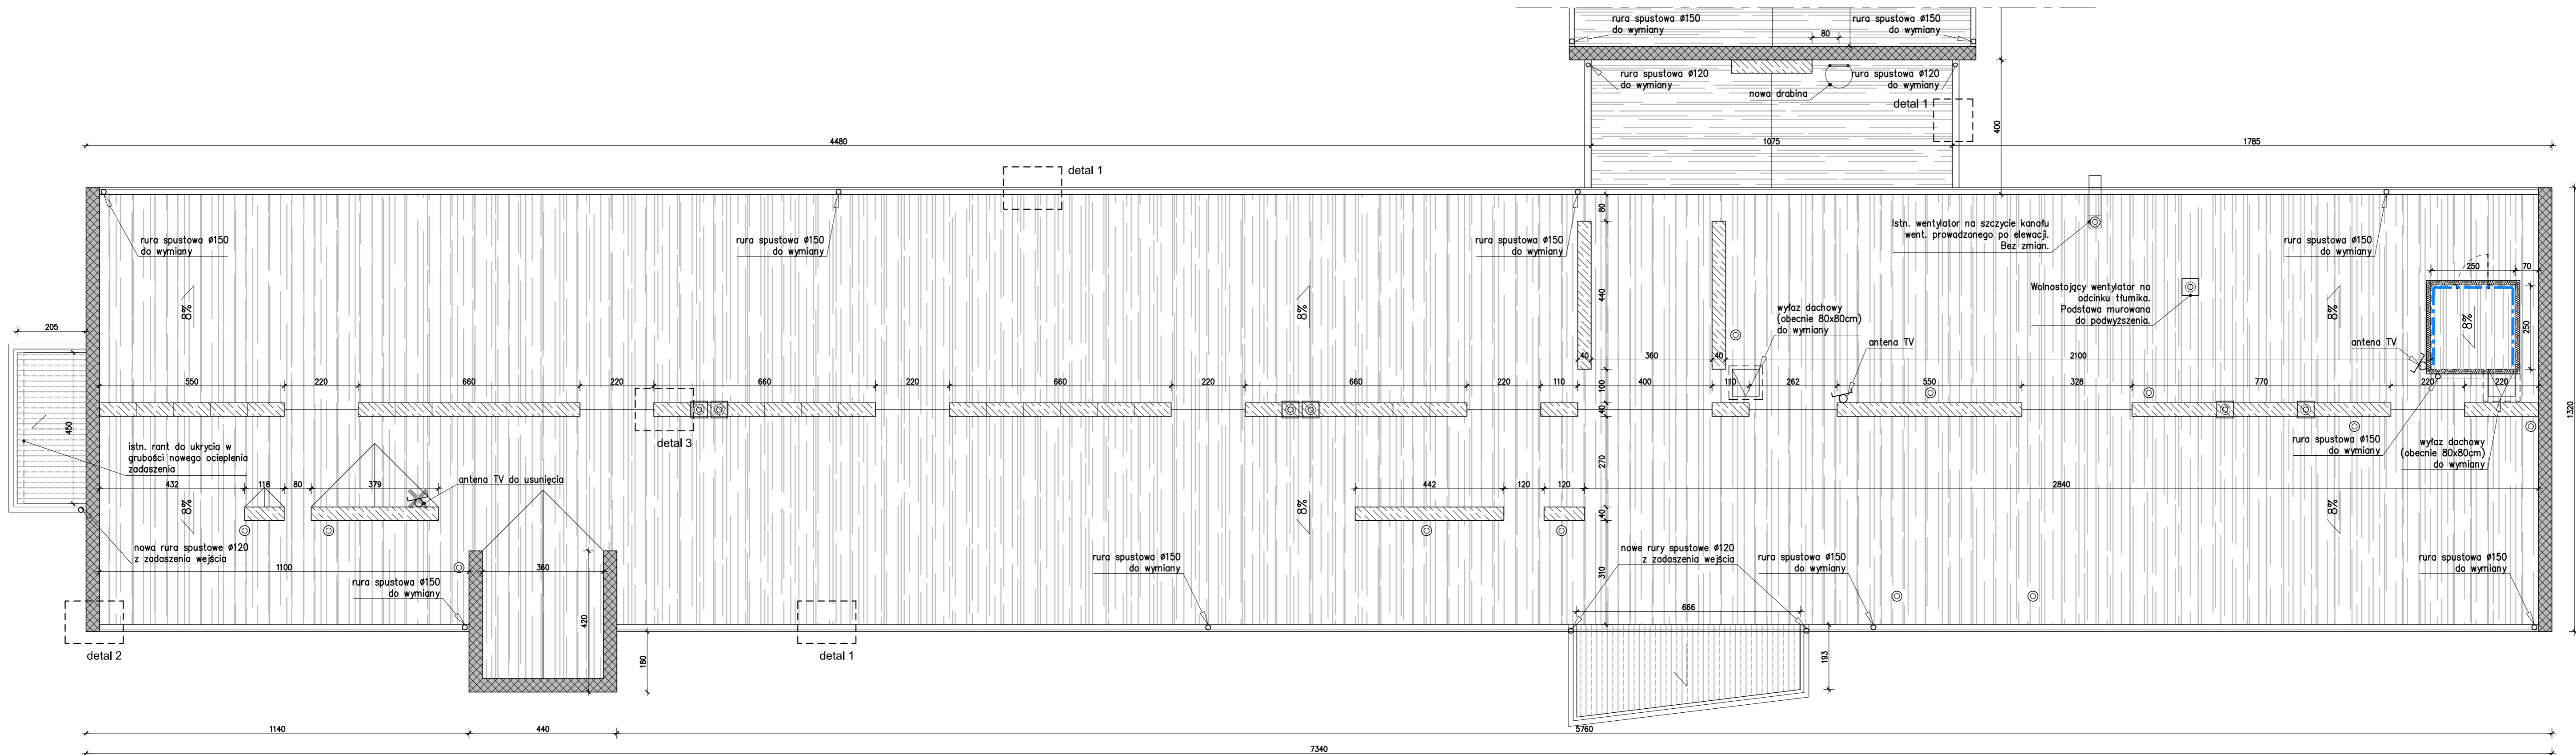 rura spustowa ø150
do wymiany
rura spustowa ø150
do wymiany
80
rura spustowa ø120
do wymiany
rura spustowa ø120
do wymiany
nowa drabina
detal 1
400
4480
1075
1785
detal 1
80
rura spustowa ø150
do wymiany
rura spustowa ø150
do wymiany
rura spustowa ø150
do wymiany
Istn. wentylator na szczycie kanału
went. prowadzonego po elewacji.
Bez zmian.
rura spustowa ø150
do wymiany
250
70
Wolnostojący wentylator na
odcinku tłumika.
Podstawa murowana
do podwyższenia.
8%
8%
8%
8%
440
250
wyłaz dachowy
(obecnie 80x80cm)
do wymiany
205
antena TV
antena TV
40
360
40
2100
550
220
660
220
660
220
660
220
660
220
110
100
400
110
262
550
328
770
220
220
40
1320
450
detal 3
istn. rant do ukrycia w
grubości nowego ocieplenia
zadaszenia
rura spustowa ø150
do wymiany
wyłaz dachowy
(obecnie 80x80cm)
do wymiany
270
432
118
80
379
antena TV do usunięcia
442
120
120
2840
8%
8%
8%
40
nowa rura spustowe ø120
z zadaszenia wejścia
rura spustowa ø150
do wymiany
nowe rury spustowe ø120
z zadaszenia wejścia
rura spustowa ø150
do wymiany
rura spustowa ø150
do wymiany
1100
360
310
rura spustowa ø150
do wymiany
666
420
detal 2
detal 1
180
193
1140
440
5760
7340